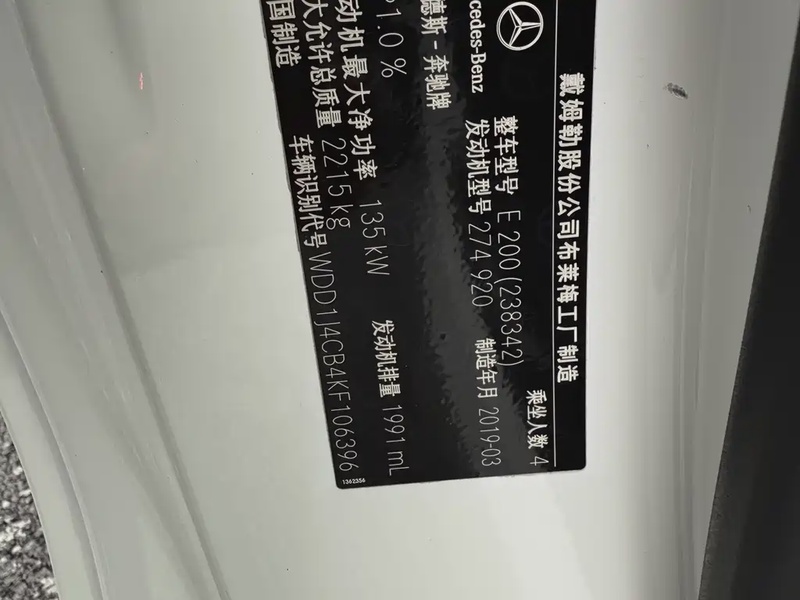 戴姆勒股份公司布莱梅工厂制造
cedes-Benz
整车型号 E 200 (238342)
乘坐人数 4
发动机型号 274 920
制造年月 2019-03
德斯-奔驰牌
1.0 %
动机最大净功率 135 kW
发动机排量 1991 mL
大允许总质量 2215 kg
国制造
车辆识别代号 WDD1J4CB4KF106396
1362356